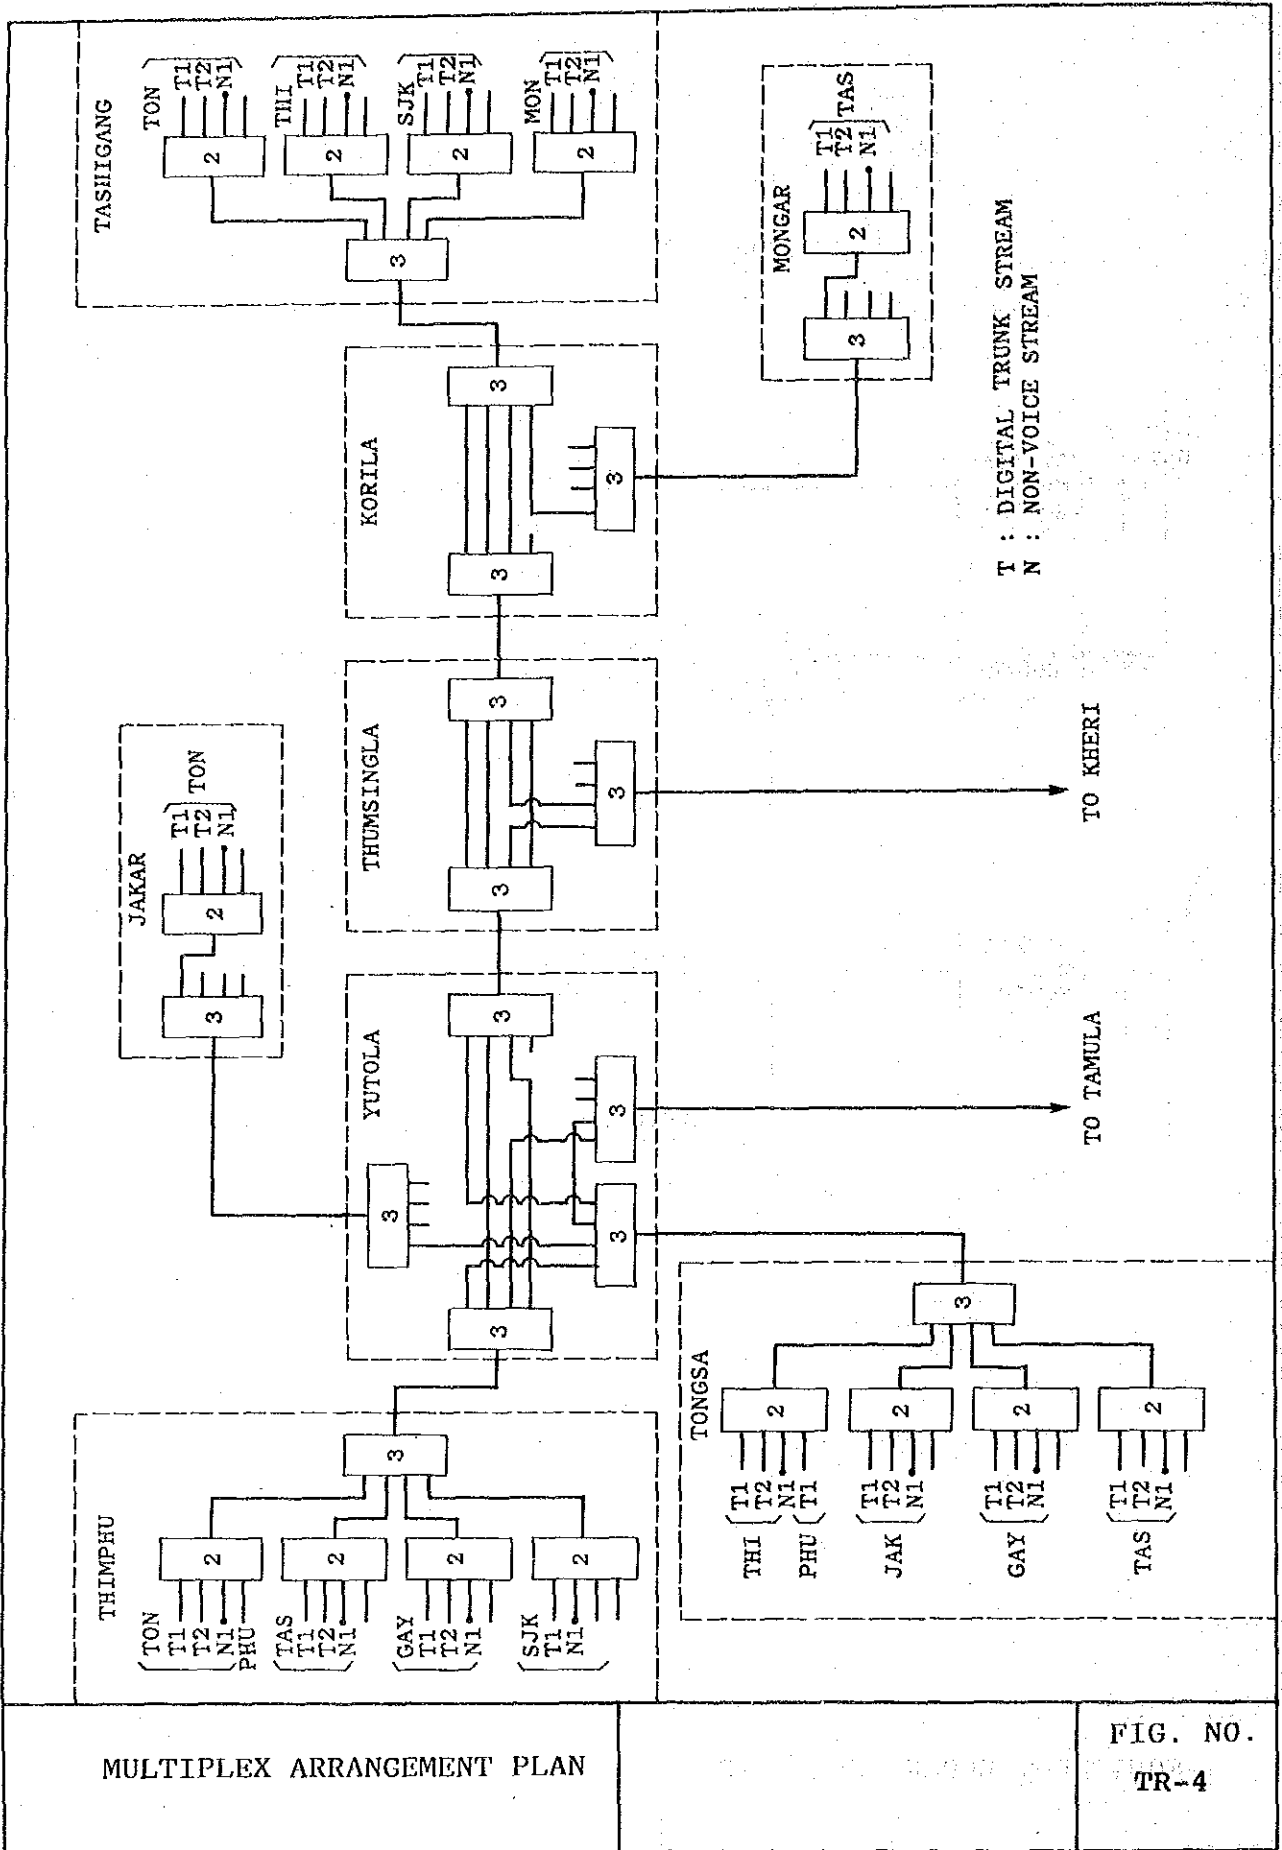 TASHIGANG
TON
T1
T2
N1
2
THI
T1
T2
N1
2
SJK
T1
T2
N1
2
MON
T1
T2
N1
2
3
KORILA
3
3
3
MONGAR
T1
T2
N1
TAS
2
3
THUMSINGLA
3
3
3
TO KHERI
JAKAR
T1
T2
N1
TON
2
3
YUTOLA
3
3
3
3
3
TO TAMULA
THIMPHU
3
2
TON
T1
T2
N1
PHU
2
TAS
T1
T2
N1
2
GAY
T1
T2
N1
2
SJK
T1
N1
TONGSA
3
2
THI
T1
T2
N1
PHU
T1
2
JAK
T1
T2
N1
2
GAY
T1
T2
N1
2
TAS
T1
T2
N1
T : DIGITAL TRUNK STREAM
N : NON-VOICE STREAM
MULTIPLEX ARRANGEMENT PLAN
FIG. NO.
TR-4